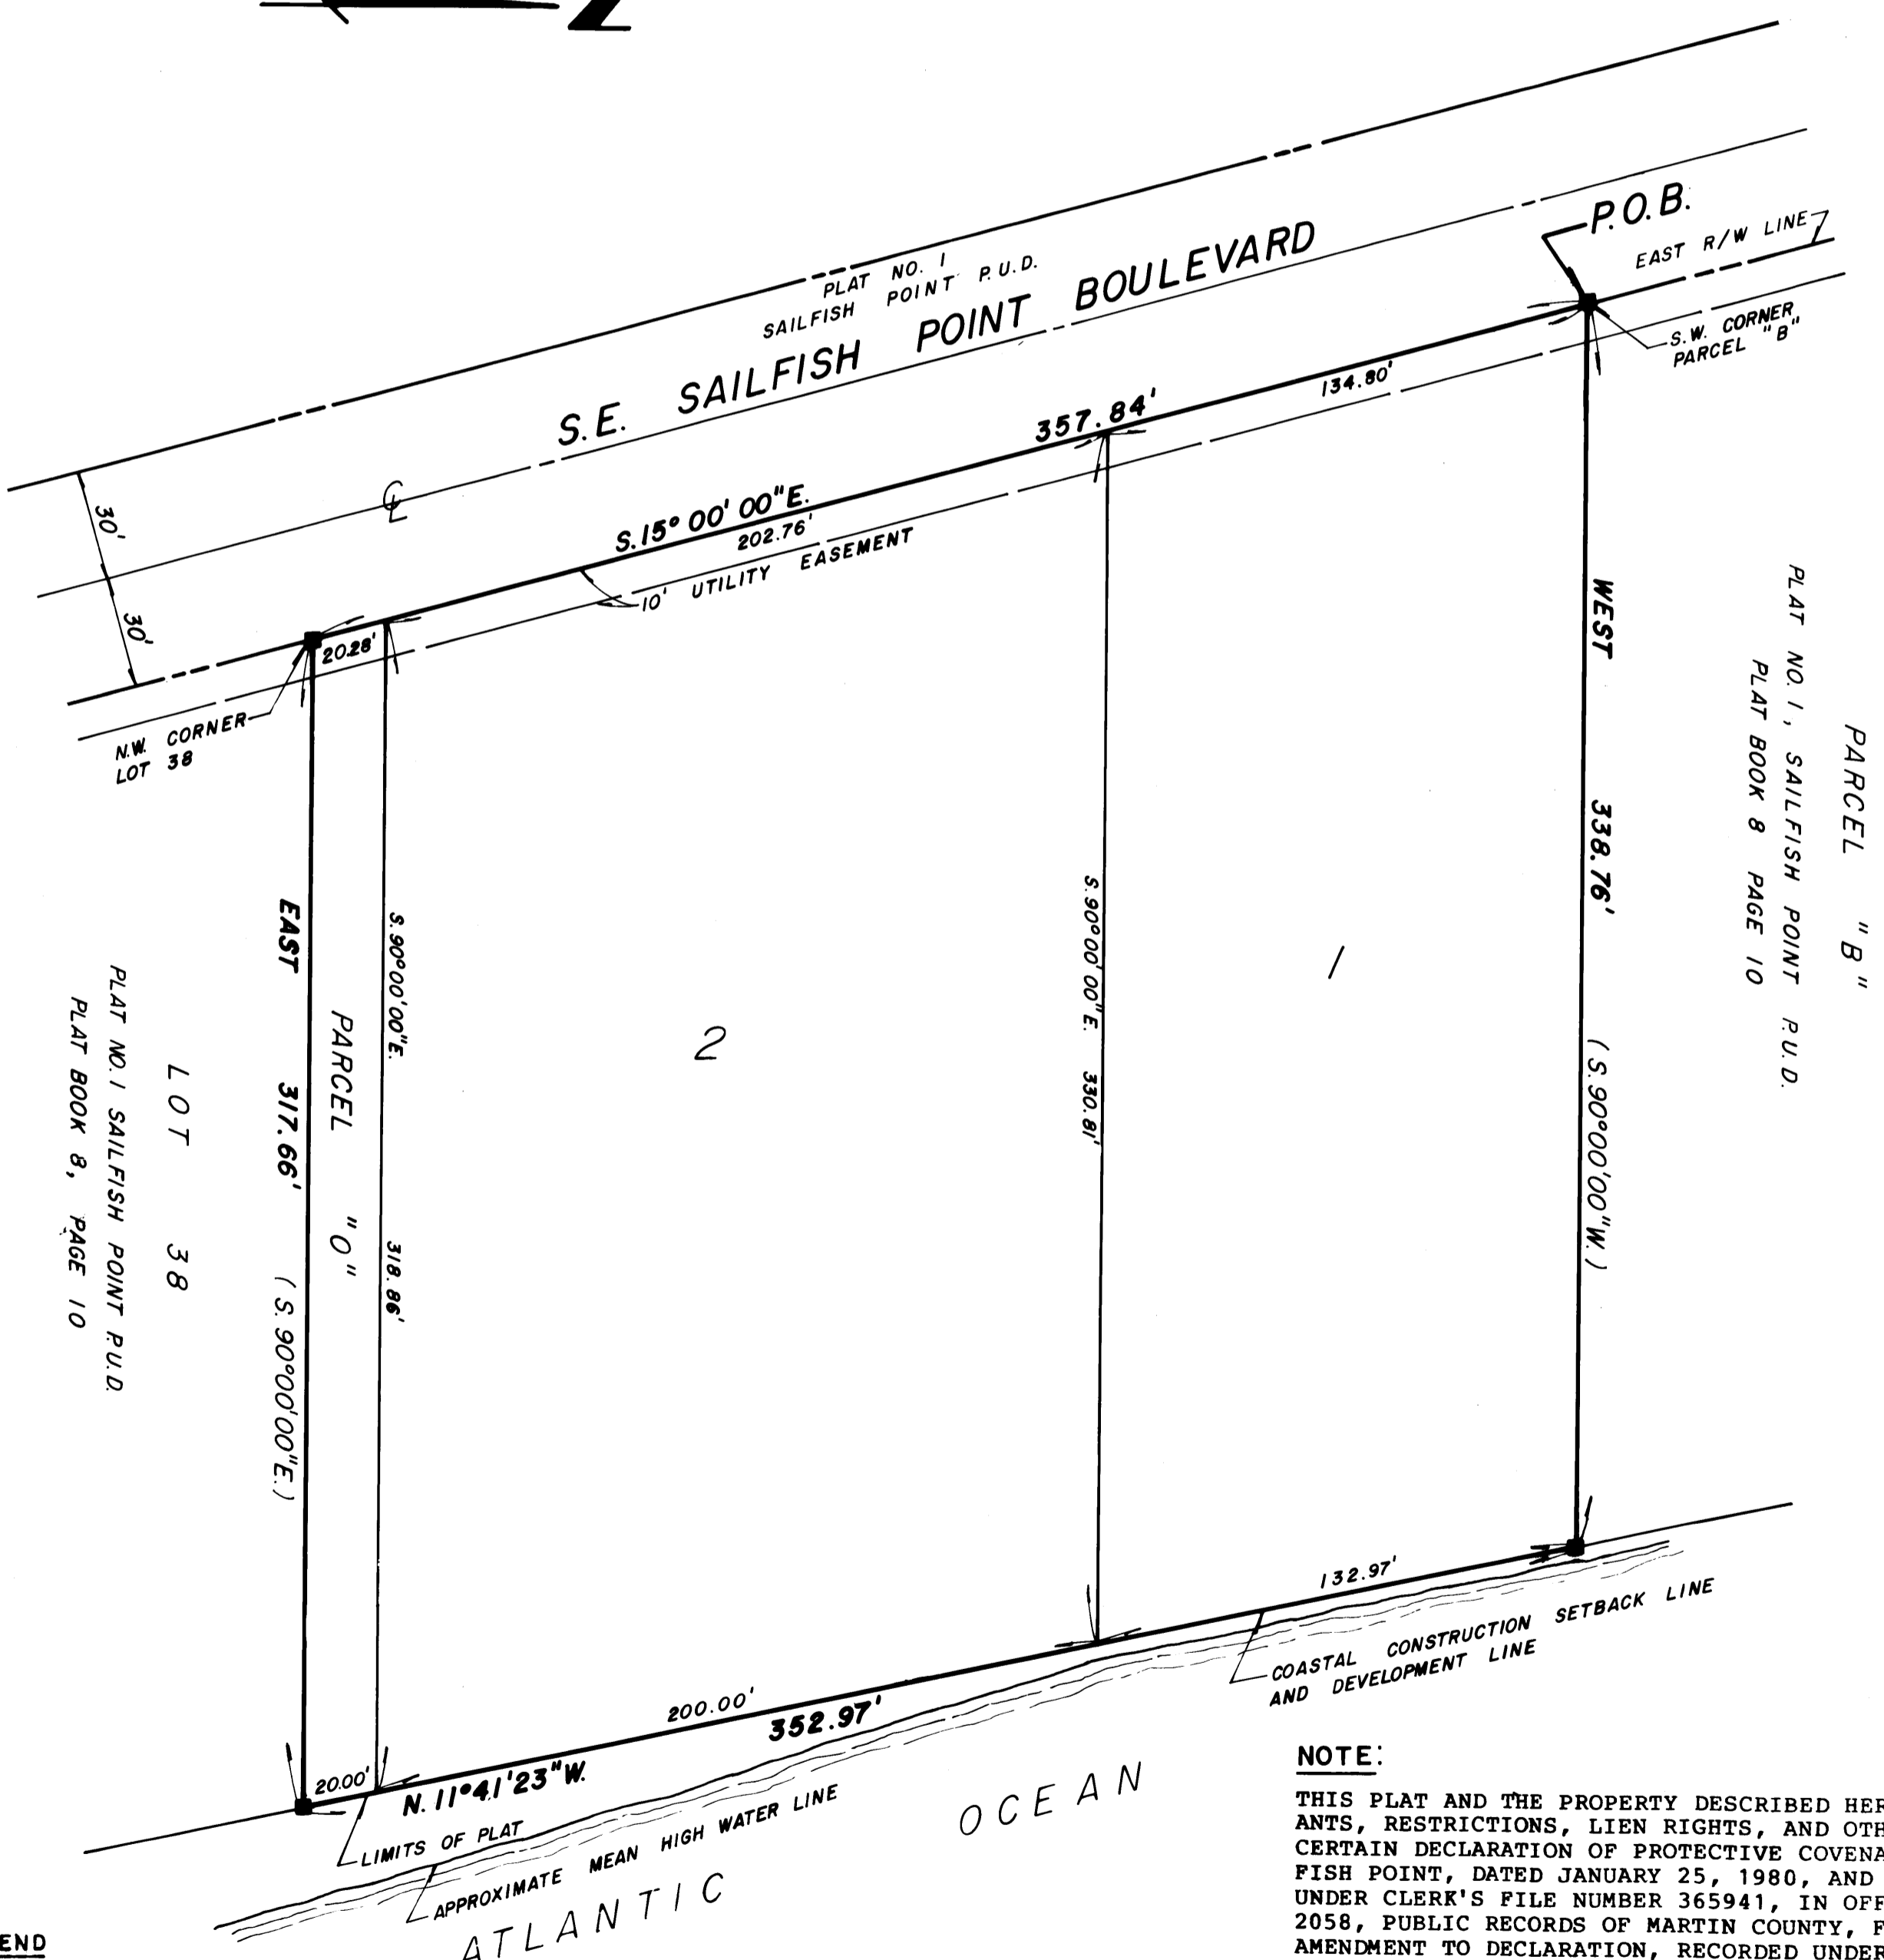 PLAT NO. 1
SAILFISH POINT P.U.D.
S.E. SAILFISH POINT BOULEVARD
P.O.B.
EAST R/W LINE
S.W. CORNER
PARCEL "B"
134.80'
357.84'
S.15°00'00"E.
202.76'
10' UTILITY EASEMENT
30'
30'
20.28'
N.W. CORNER
LOT 38
WEST 338.76' (S.90°00'00"W.)
PARCEL "B"
PLAT NO. 1, SAILFISH POINT P.U.D.
PLAT BOOK 8 PAGE 10
1
S.90°00'00"E. 330.81'
2
S.90°00'00"E. 318.86'
PARCEL "O"
EAST 317.66' (S.90°00'00"E.)
LOT 38
PLAT NO. 1 SAILFISH POINT P.U.D.
PLAT BOOK 8, PAGE 10
132.97'
COASTAL CONSTRUCTION SETBACK LINE
AND DEVELOPMENT LINE
200.00'
352.97'
20.00'
N.11°41'23"W.
LIMITS OF PLAT
APPROXIMATE MEAN HIGH WATER LINE
ATLANTIC OCEAN
NOTE:
THIS PLAT AND THE PROPERTY DESCRIBED HER
ANTS, RESTRICTIONS, LIEN RIGHTS, AND OTH
CERTAIN DECLARATION OF PROTECTIVE COVENA
FISH POINT, DATED JANUARY 25, 1980, AND
UNDER CLERK'S FILE NUMBER 365941, IN OFF
2058, PUBLIC RECORDS OF MARTIN COUNTY, F
AMENDMENT TO DECLARATION, RECORDED UNDER
END